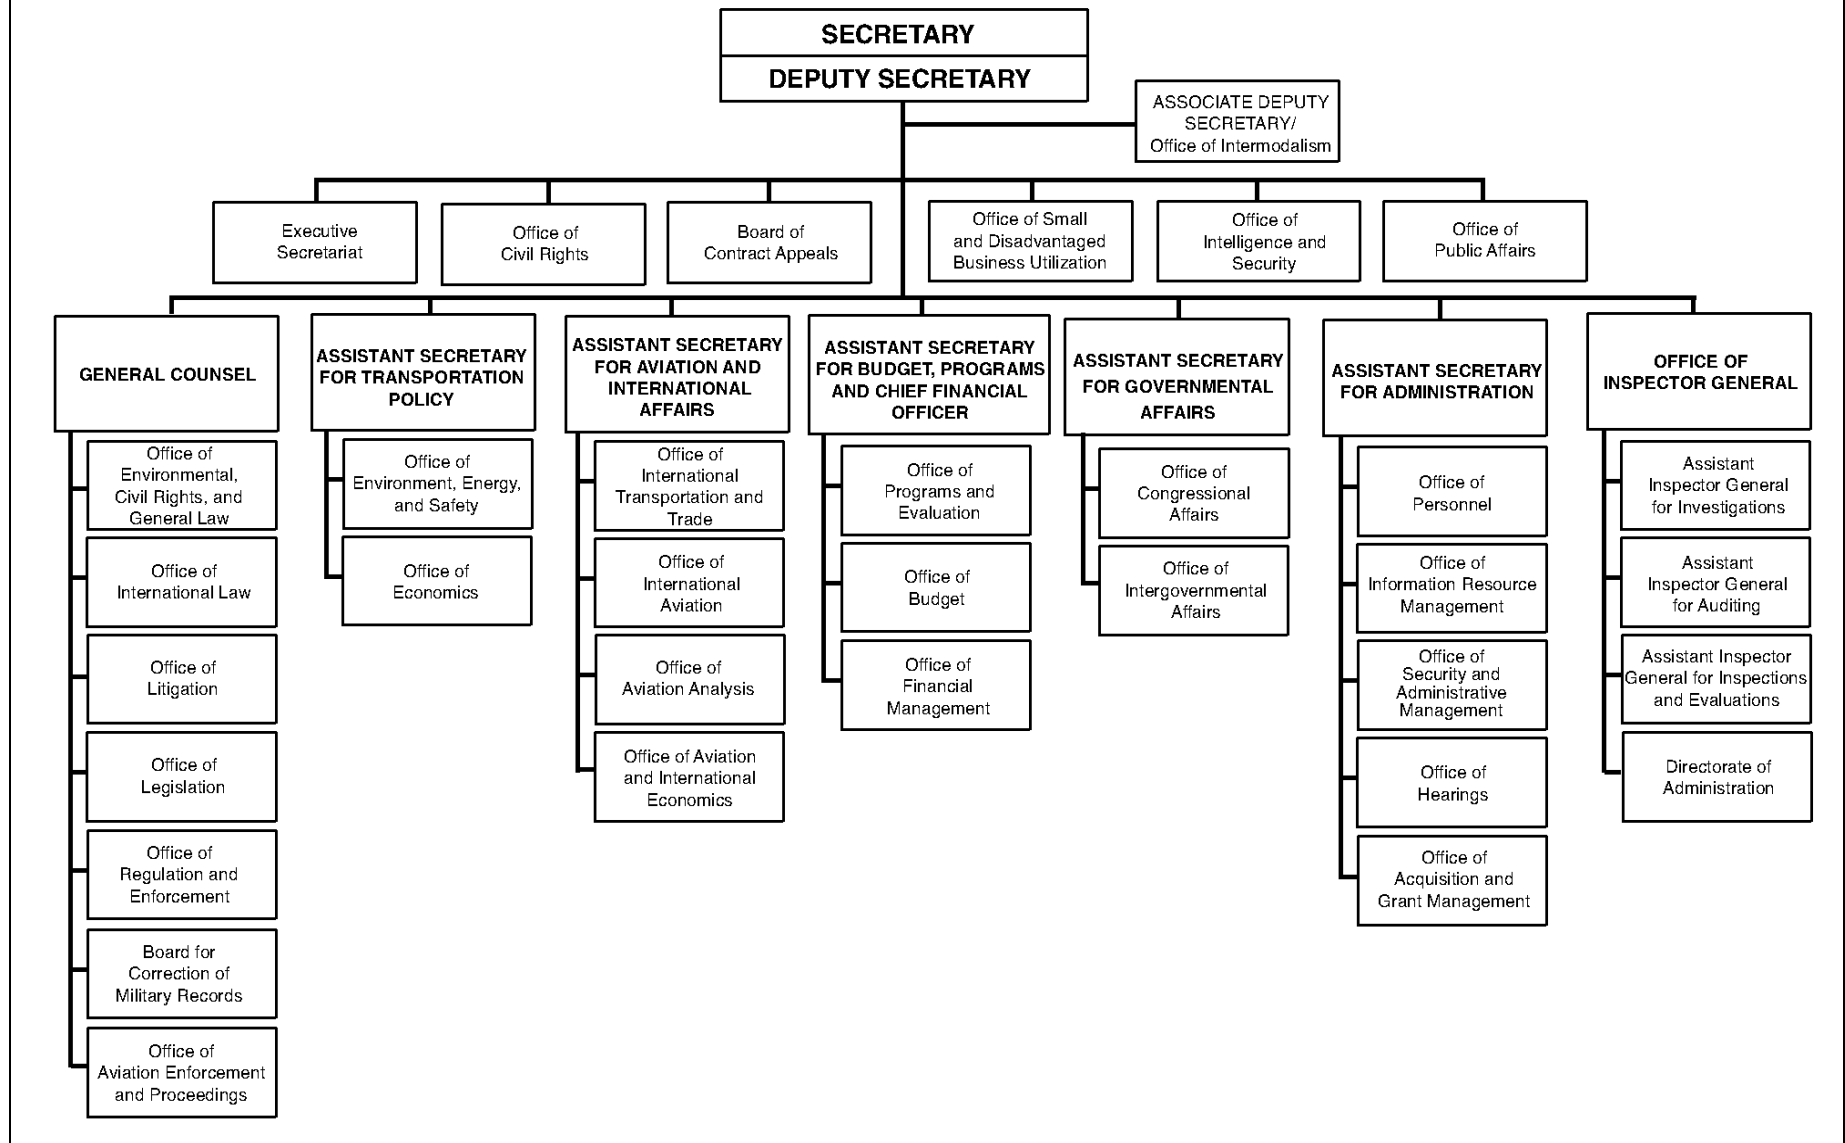 SECRETARY
DEPUTY SECRETARY
ASSOCIATE DEPUTY
SECRETARY/
Office of Intermodalism
Executive
Secretariat
Office of
Civil Rights
Board of
Contract Appeals
Office of Small
and Disadvantaged
Business Utilization
Office of
Intelligence and
Security
Office of
Public Affairs
GENERAL COUNSEL
Office of
Environmental,
Civil Rights, and
General Law
Office of
International Law
Office of
Litigation
Office of
Legislation
Office of
Regulation and
Enforcement
Board for
Correction of
Military Records
Office of
Aviation Enforcement
and Proceedings
ASSISTANT SECRETARY
FOR TRANSPORTATION
POLICY
Office of
Environment, Energy,
and Safety
Office of
Economics
ASSISTANT SECRETARY
FOR AVIATION AND
INTERNATIONAL
AFFAIRS
Office of
International
Transportation and
Trade
Office of
International
Aviation
Office of
Aviation Analysis
Office of Aviation
and International
Economics
ASSISTANT SECRETARY
FOR BUDGET, PROGRAMS
AND CHIEF FINANCIAL
OFFICER
Office of
Programs and
Evaluation
Office of
Budget
Office of
Financial
Management
ASSISTANT SECRETARY
FOR GOVERNMENTAL
AFFAIRS
Office of
Congressional
Affairs
Office of
Intergovernmental
Affairs
ASSISTANT SECRETARY
FOR ADMINISTRATION
Office of
Personnel
Office of
Information Resource
Management
Office of
Security and
Administrative
Management
Office of
Hearings
Office of
Acquisition and
Grant Management
OFFICE OF
INSPECTOR GENERAL
Assistant
Inspector General
for Investigations
Assistant
Inspector General
for Auditing
Assistant Inspector
General for Inspections
and Evaluations
Directorate of
Administration